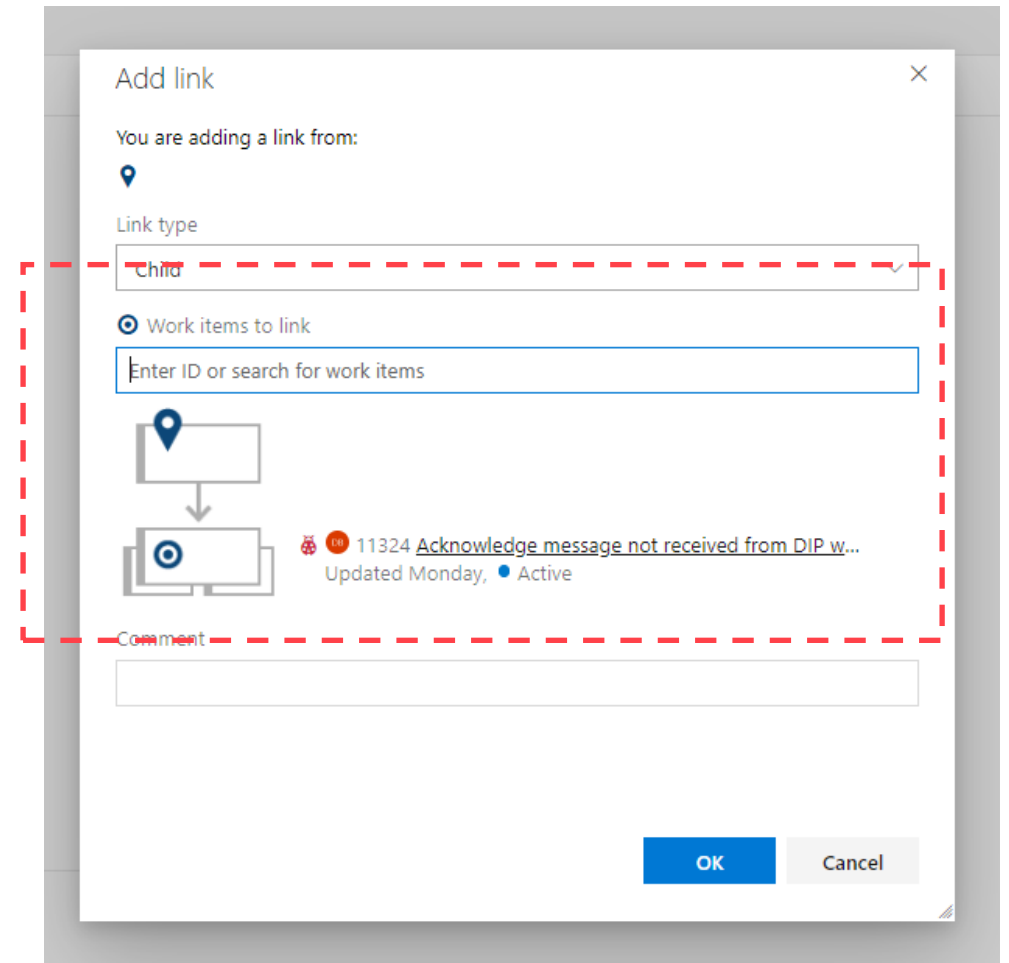 Add link
You are adding a link from:
Link type
Child
Work items to link
Enter ID or search for work items
DB 11324 Acknowledge message not received from DIP w...
Updated Monday, Active
Comment
OK Cancel